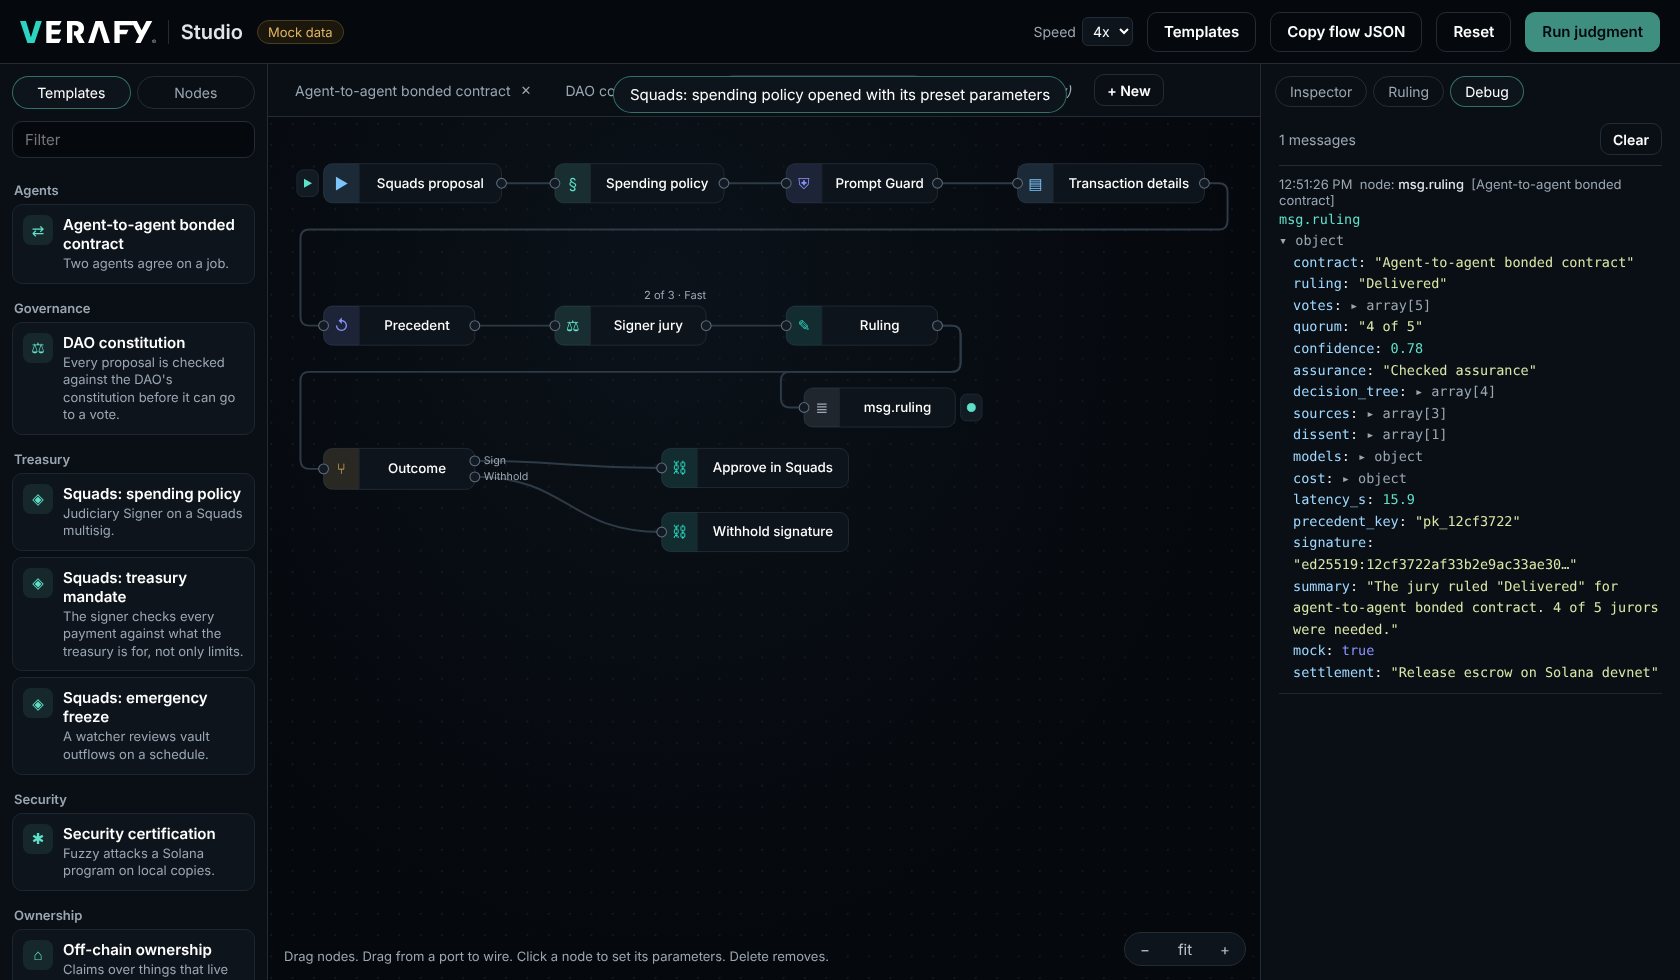 VERAFY. Studio Mock data
Speed 4x Templates Copy flow JSON Reset Run judgment
Templates Nodes
Filter
Agents
Agent-to-agent bonded
contract
Two agents agree on a job.
Governance
DAO constitution
Every proposal is checked
against the DAO's
constitution before it can go
to a vote.
Treasury
Squads: spending policy
Judiciary Signer on a Squads
multisig.
Squads: treasury
mandate
The signer checks every
payment against what the
treasury is for, not only limits.
Squads: emergency
freeze
A watcher reviews vault
outflows on a schedule.
Security
Security certification
Fuzzy attacks a Solana
program on local copies.
Ownership
Off-chain ownership
Claims over things that live
Agent-to-agent bonded contract ×
DAO
Squads: spending policy opened with its preset parameters
+ New
Squads proposal
§ Spending policy
Prompt Guard
Transaction details
Precedent
2 of 3 · Fast
Signer jury
Ruling
msg.ruling
Outcome
Sign
Withhold
Approve in Squads
Withhold signature
Drag nodes. Drag from a port to wire. Click a node to set its parameters. Delete removes.
− fit +
Inspector Ruling Debug
1 messages Clear
12:51:26 PM node: msg.ruling [Agent-to-agent bonded
contract]
msg.ruling
▾ object
contract: "Agent-to-agent bonded contract"
ruling: "Delivered"
votes: ▸ array[5]
quorum: "4 of 5"
confidence: 0.78
assurance: "Checked assurance"
decision_tree: ▸ array[4]
sources: ▸ array[3]
dissent: ▸ array[1]
models: ▸ object
cost: ▸ object
latency_s: 15.9
precedent_key: "pk_12cf3722"
signature:
"ed25519:12cf3722af33b2e9ac33ae30…"
summary: "The jury ruled "Delivered" for
agent-to-agent bonded contract. 4 of 5 jurors
were needed."
mock: true
settlement: "Release escrow on Solana devnet"